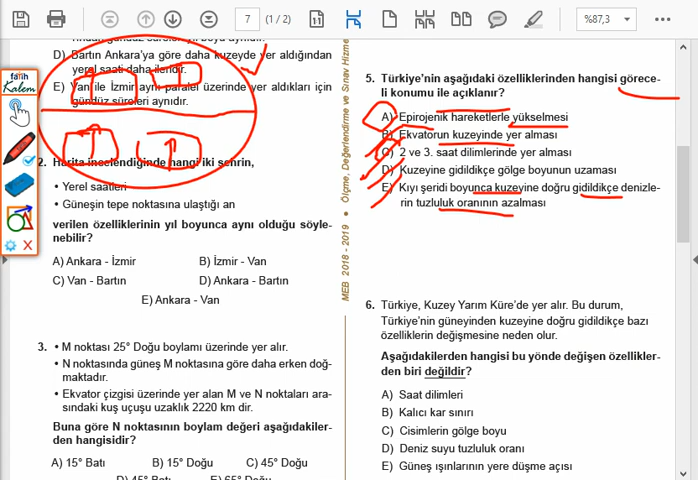 7
(1 / 2)
%87,3
fatih
Kalem
D) Bartın Ankara'ya göre daha kuzeyde yer aldığından
yerel saati daha ileridir.
E) Van ile İzmir aynı paralel üzerinde yer aldıkları için
gündüz süreleri aynıdır.
2. Harita incelendiğinde hangi iki şehrin,
• Yerel saatleri
• Güneşin tepe noktasına ulaştığı an
verilen özelliklerinin yıl boyunca aynı olduğu söyle-
nebilir?
A) Ankara - İzmir
B) İzmir - Van
C) Van - Bartın
D) Ankara - Bartın
E) Ankara - Van
3. • M noktası 25° Doğu boylamı üzerinde yer alır.
• N noktasında güneş M noktasına göre daha erken doğ-
maktadır.
• Ekvator çizgisi üzerinde yer alan M ve N noktaları ara-
sındaki kuş uçuşu uzaklık 2220 km dir.
Buna göre N noktasının boylam değeri aşağıdakiler-
den hangisidir?
A) 15° Batı
B) 15° Doğu
C) 45° Doğu
D) 45° Batı
E) 65° Doğu
MEB 2018 - 2019 ● Ölçme, Değerlendirme ve Sınav Hizme
5. Türkiye'nin aşağıdaki özelliklerinden hangisi görece-
li konumu ile açıklanır?
A) Epirojenik hareketlerle yükselmesi
B) Ekvatorun kuzeyinde yer alması
C) 2 ve 3. saat dilimlerinde yer alması
D) Kuzeyine gidildikçe gölge boyunun uzaması
E) Kıyı şeridi boyunca kuzeyine doğru gidildikçe denizle-
rin tuzluluk oranının azalması
6. Türkiye, Kuzey Yarım Küre'de yer alır. Bu durum,
Türkiye'nin güneyinden kuzeyine doğru gidildikçe bazı
özelliklerin değişmesine neden olur.
Aşağıdakilerden hangisi bu yönde değişen özellikler-
den biri değildir?
A) Saat dilimleri
B) Kalıcı kar sınırı
C) Cisimlerin gölge boyu
D) Deniz suyu tuzluluk oranı
E) Güneş ışınlarının yere düşme açısı